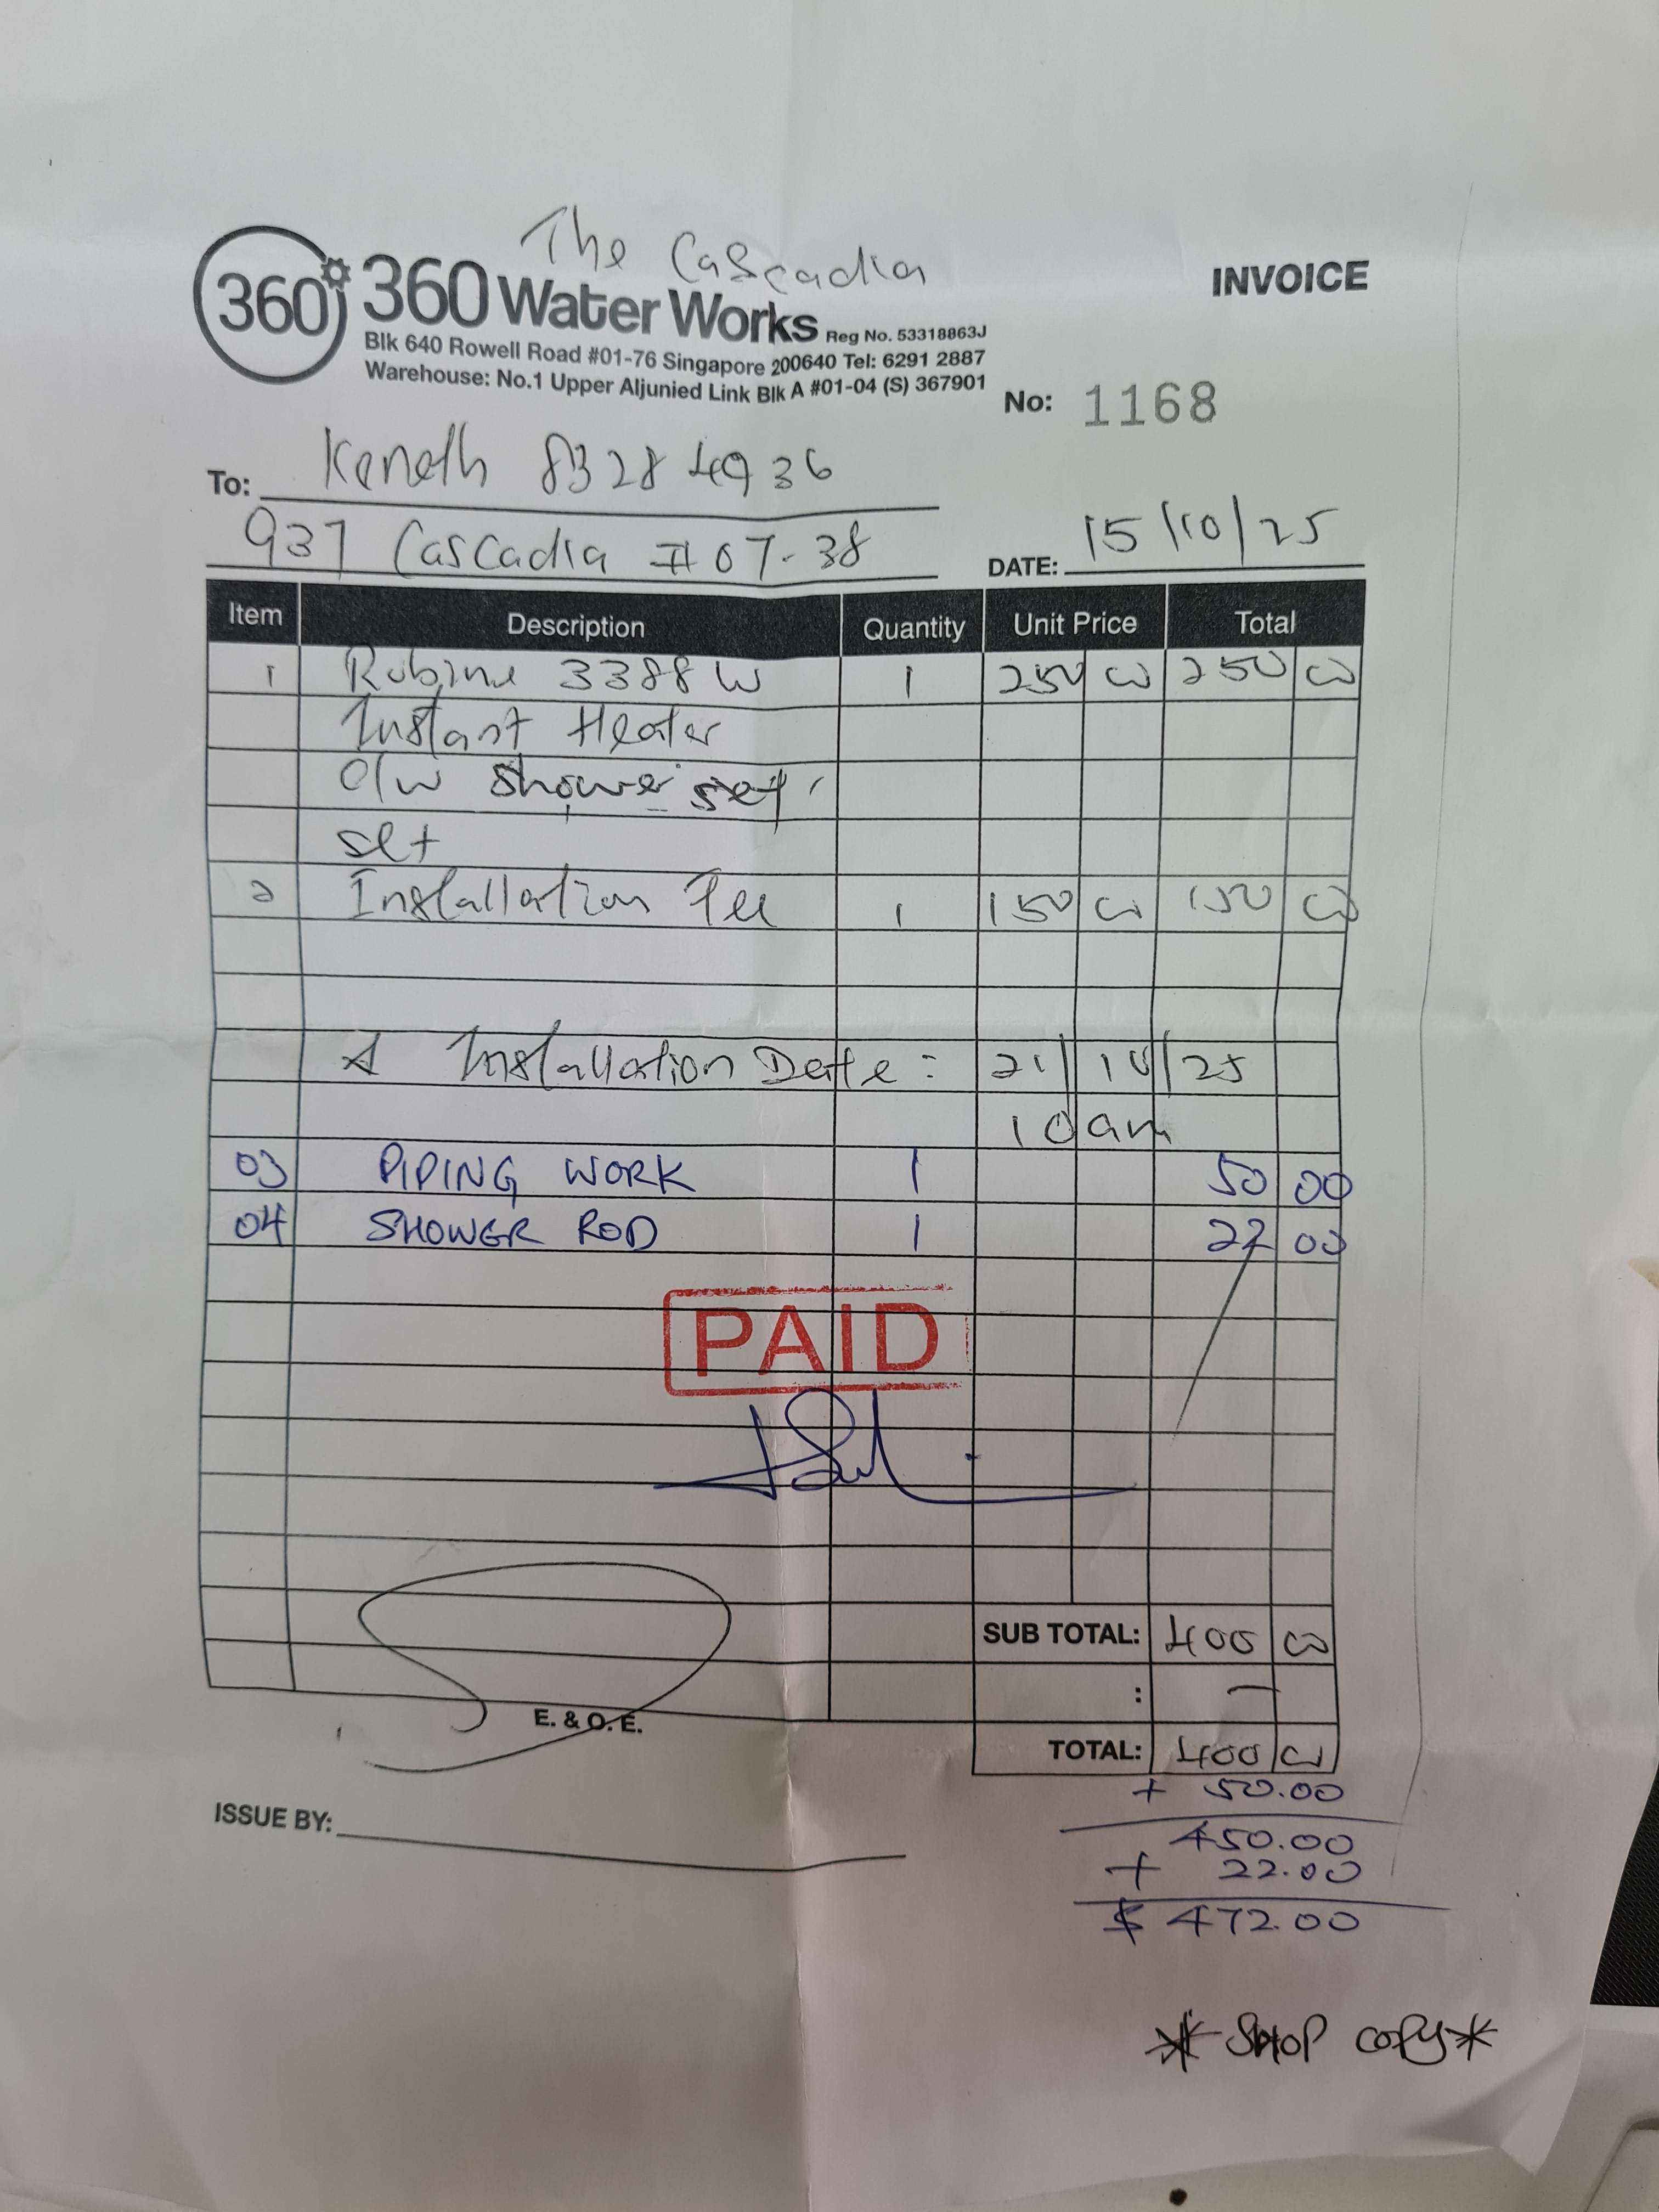 The Cascadia
360° 360 Water Works Reg No. 53318863J
INVOICE
Blk 640 Rowell Road #01-76 Singapore 200640 Tel: 6291 2887
Warehouse: No.1 Upper Aljunied Link Blk A #01-04 (S) 367901
No: 1168
To: Keneth 8328 4936
937 Cascadia #07-38
DATE: 15/10/25
Item Description Quantity Unit Price Total
1 Rubine 3388 W 1 250 00 250 00
Instant Heater
c/w shower set
set
2 Installation Fee 1 150 00 150 00
Installation Date: 21/10/25
10am
03 PIPING WORK 1 50 00
04 SHOWER ROD 1 22 00
PAID
SUB TOTAL: 400 00
: —
E. & O. E.
TOTAL: 400 00
+ 50.00
ISSUE BY:
450.00
+ 22.00
$ 472.00
* SHOP COPY *